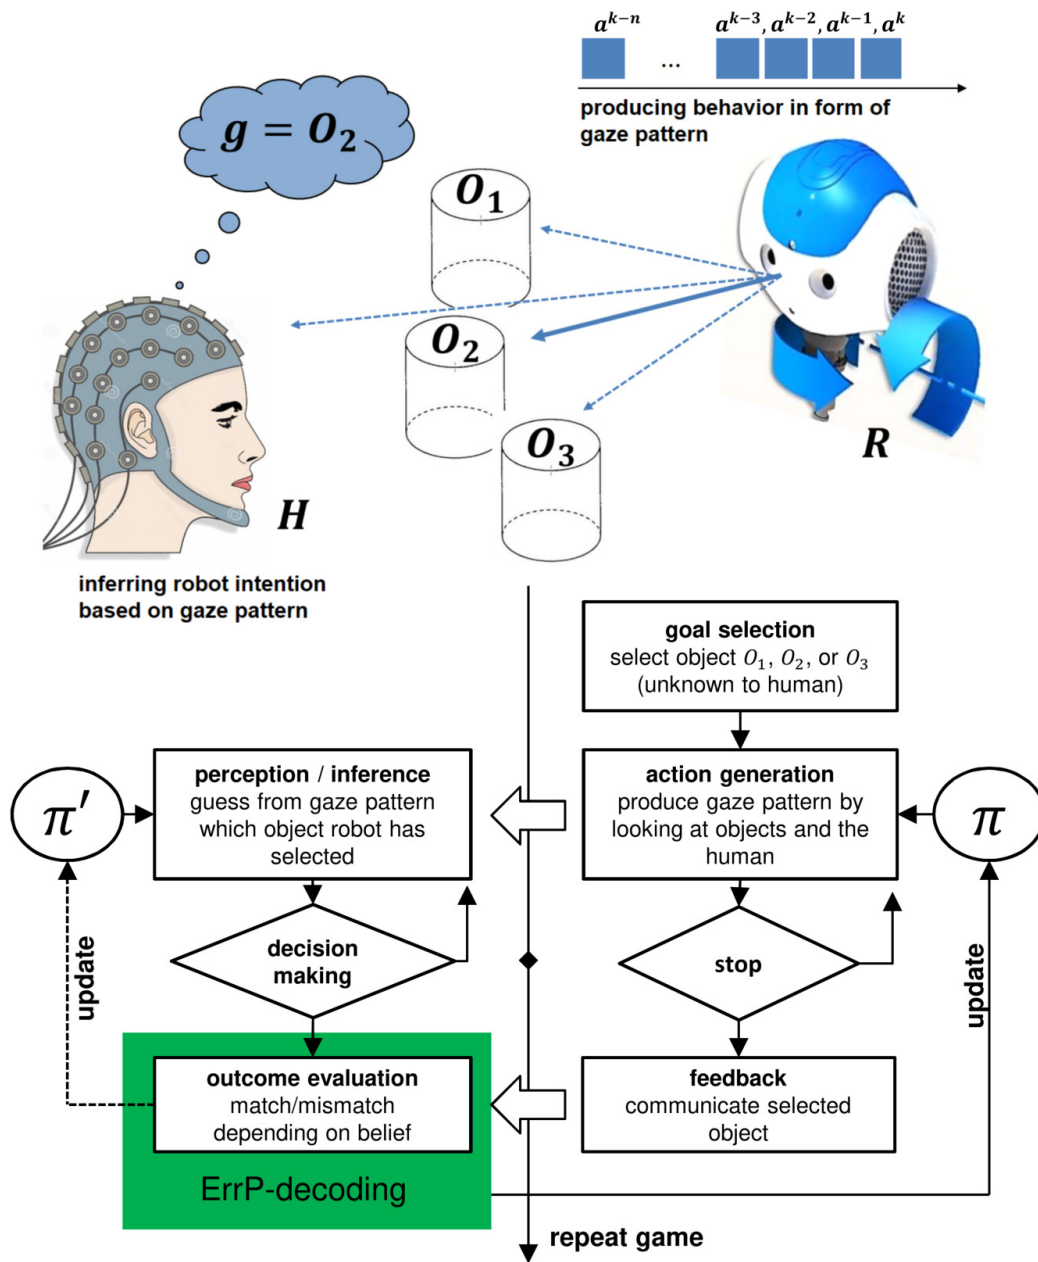 a^{k−n} a^{k−3}, a^{k−2}, a^{k−1}, a^k
...
producing behavior in form of
gaze pattern
g = O_2
O_1
O_2
O_3
R
H
inferring robot intention
based on gaze pattern
goal selection
select object O_1, O_2, or O_3
(unknown to human)
perception / inference
guess from gaze pattern
which object robot has
selected
action generation
produce gaze pattern by
looking at objects and the
human
π′
π
decision
making
stop
update
update
outcome evaluation
match/mismatch
depending on belief
feedback
communicate selected
object
ErrP-decoding
repeat game